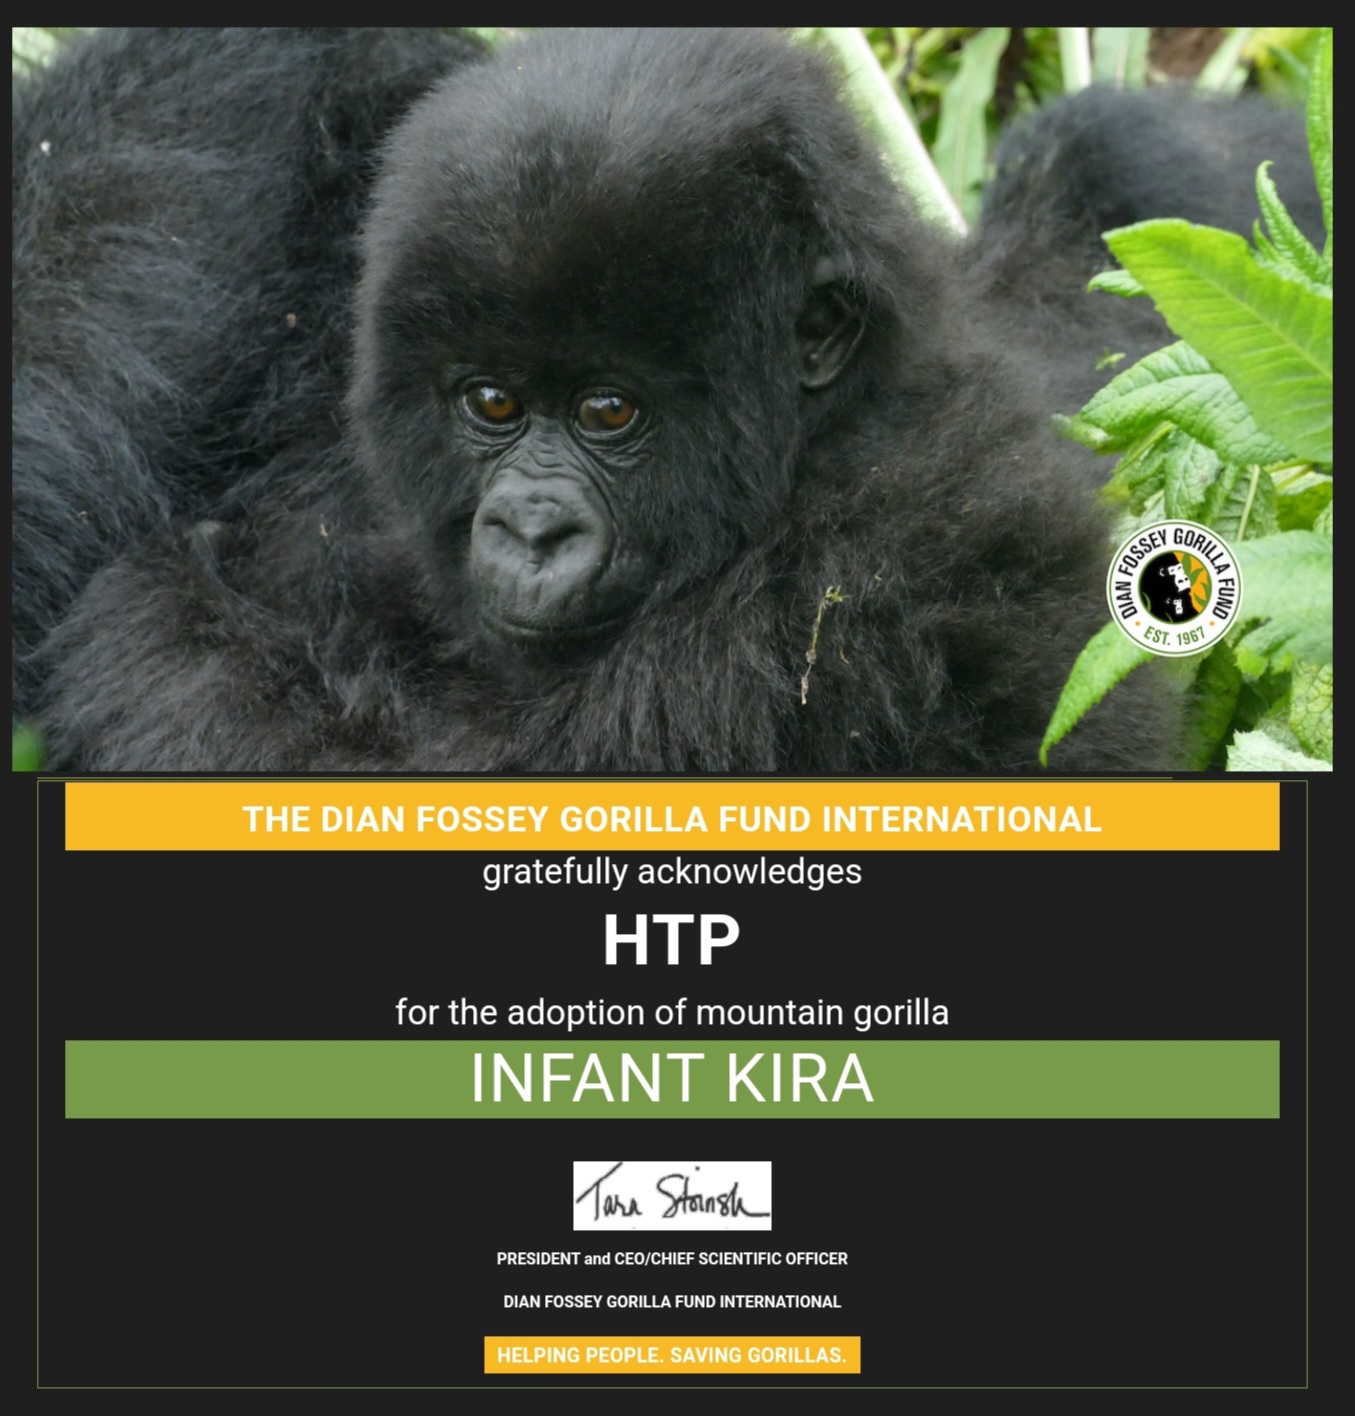 DIAN FOSSEY GORILLA FUND
EST. 1967
THE DIAN FOSSEY GORILLA FUND INTERNATIONAL
gratefully acknowledges
HTP
for the adoption of mountain gorilla
INFANT KIRA
Tara Stoinski
PRESIDENT and CEO/CHIEF SCIENTIFIC OFFICER
DIAN FOSSEY GORILLA FUND INTERNATIONAL
HELPING PEOPLE. SAVING GORILLAS.